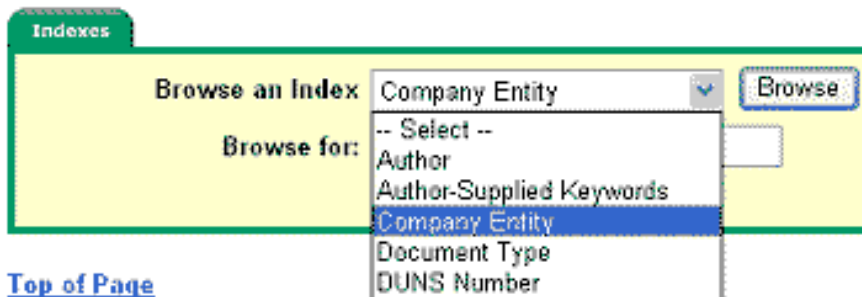 Indexes
Browse an Index Company Entity Browse
Browse for: -- Select --
Author
Author-Supplied Keywords
Company Entity
Document Type
Top of Page DUNS Number